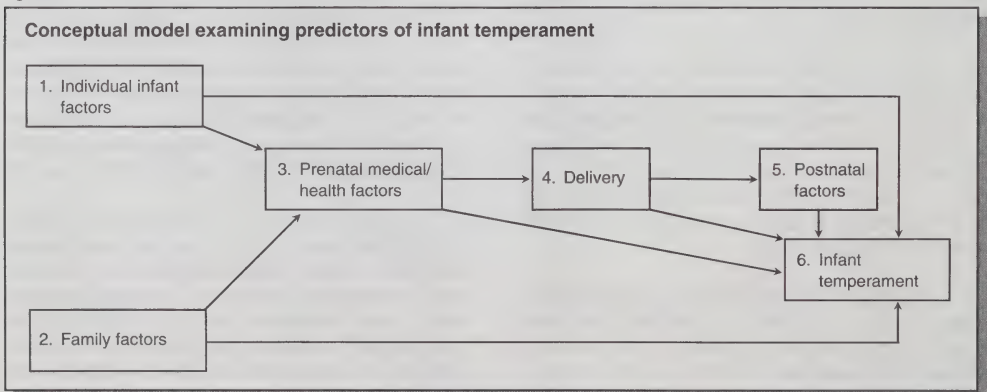 Conceptual model examining predictors of infant temperament
1. Individual infant
factors
3. Prenatal medical/
health factors
4. Delivery
5. Postnatal
factors
6. Infant
temperament
2. Family factors